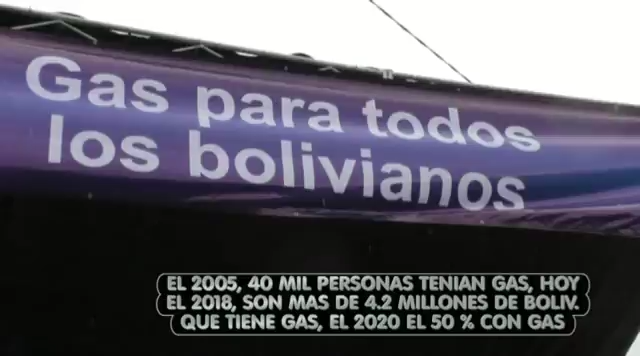 Gas para todos
los bolivianos
EL 2005, 40 MIL PERSONAS TENIAN GAS, HOY
EL 2018, SON MAS DE 4.2 MILLONES DE BOLIV.
QUE TIENE GAS, EL 2020 EL 50 % CON GAS